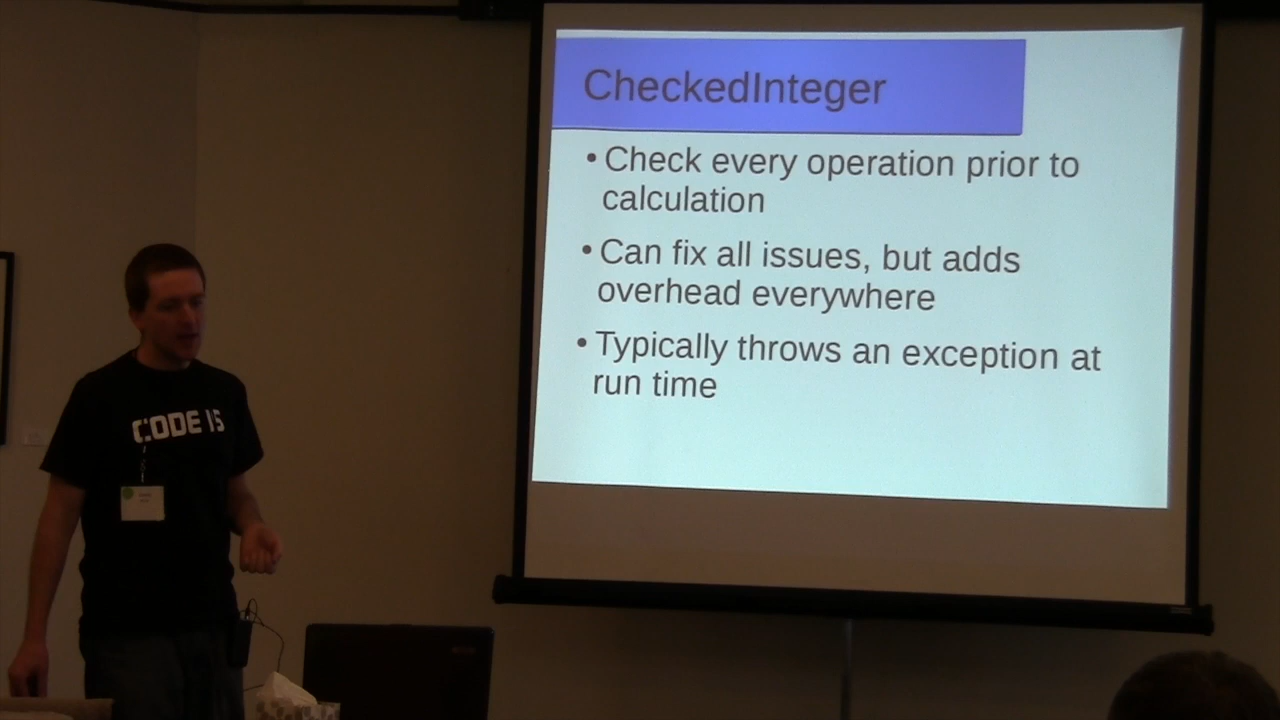 CheckedInteger
• Check every operation prior to
calculation
• Can fix all issues, but adds
overhead everywhere
• Typically throws an exception at
run time
CODE IS